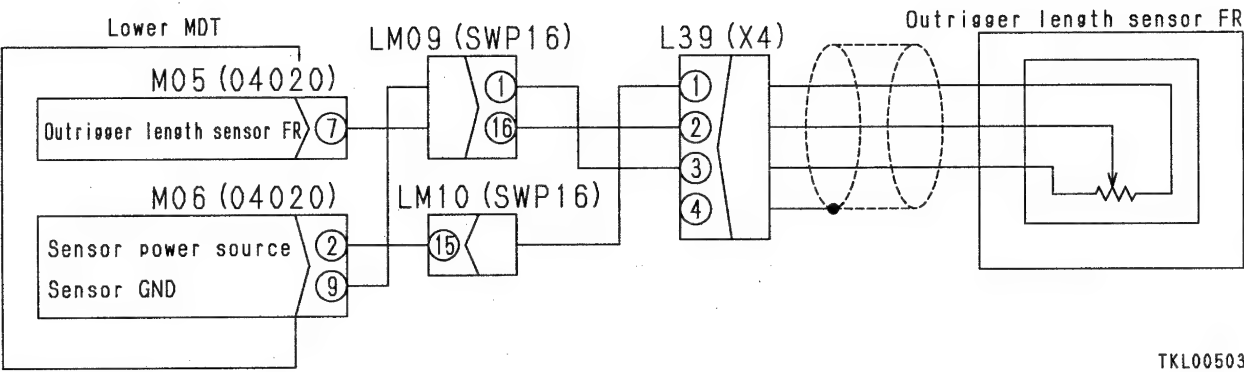 Lower MDT
LM09 (SWP16)
L39 (X4)
Outrigger length sensor FR
M05 (04020)
Outrigger length sensor FR
7
1
16
1
2
3
4
M06 (04020)
LM10 (SWP16)
Sensor power source
2
15
Sensor GND
9
TKL00503